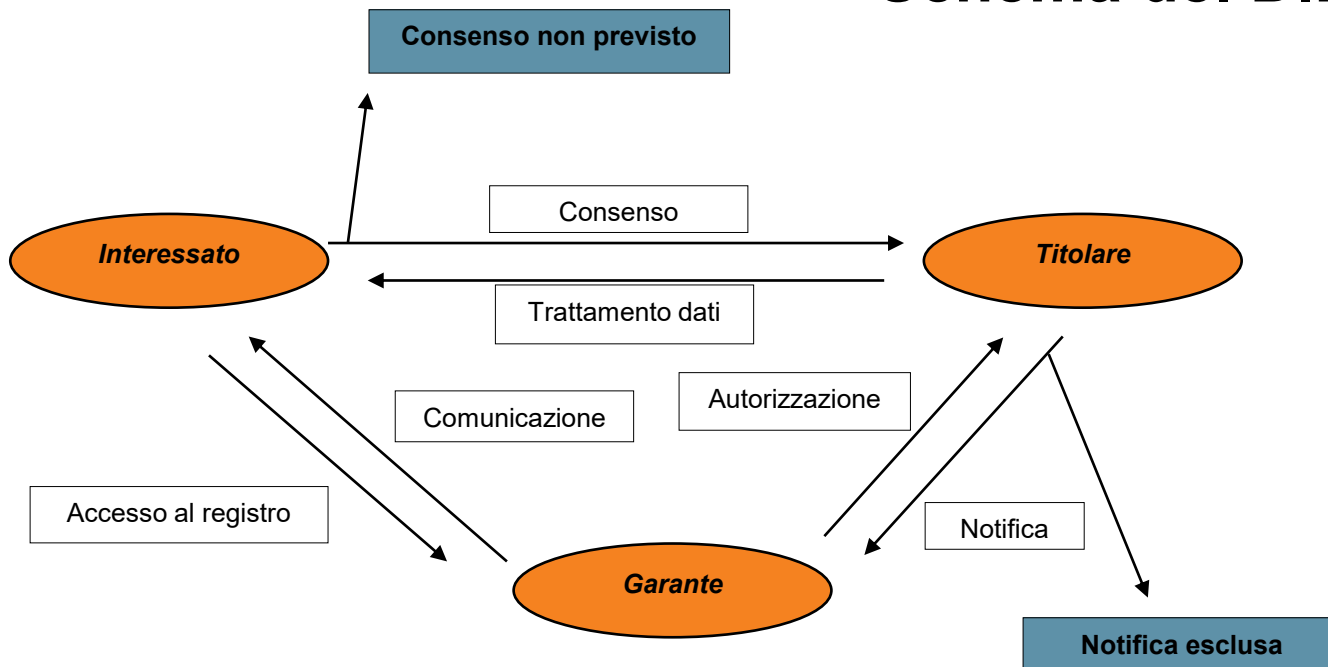 Consenso non previsto
Consenso
Interessato
Titolare
Trattamento dati
Autorizzazione
Comunicazione
Accesso al registro
Notifica
Garante
Notifica esclusa